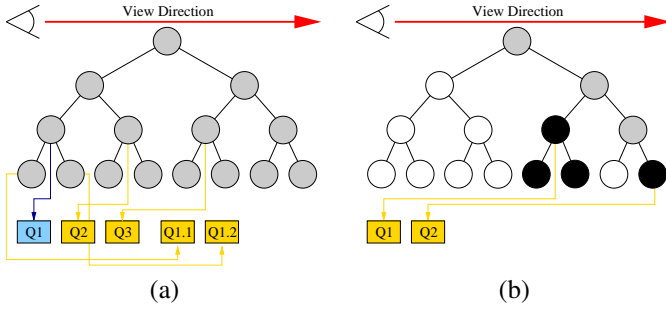 View Direction
View Direction
Q1 Q2 Q3 Q1.1 Q1.2
Q1 Q2
(a)
(b)